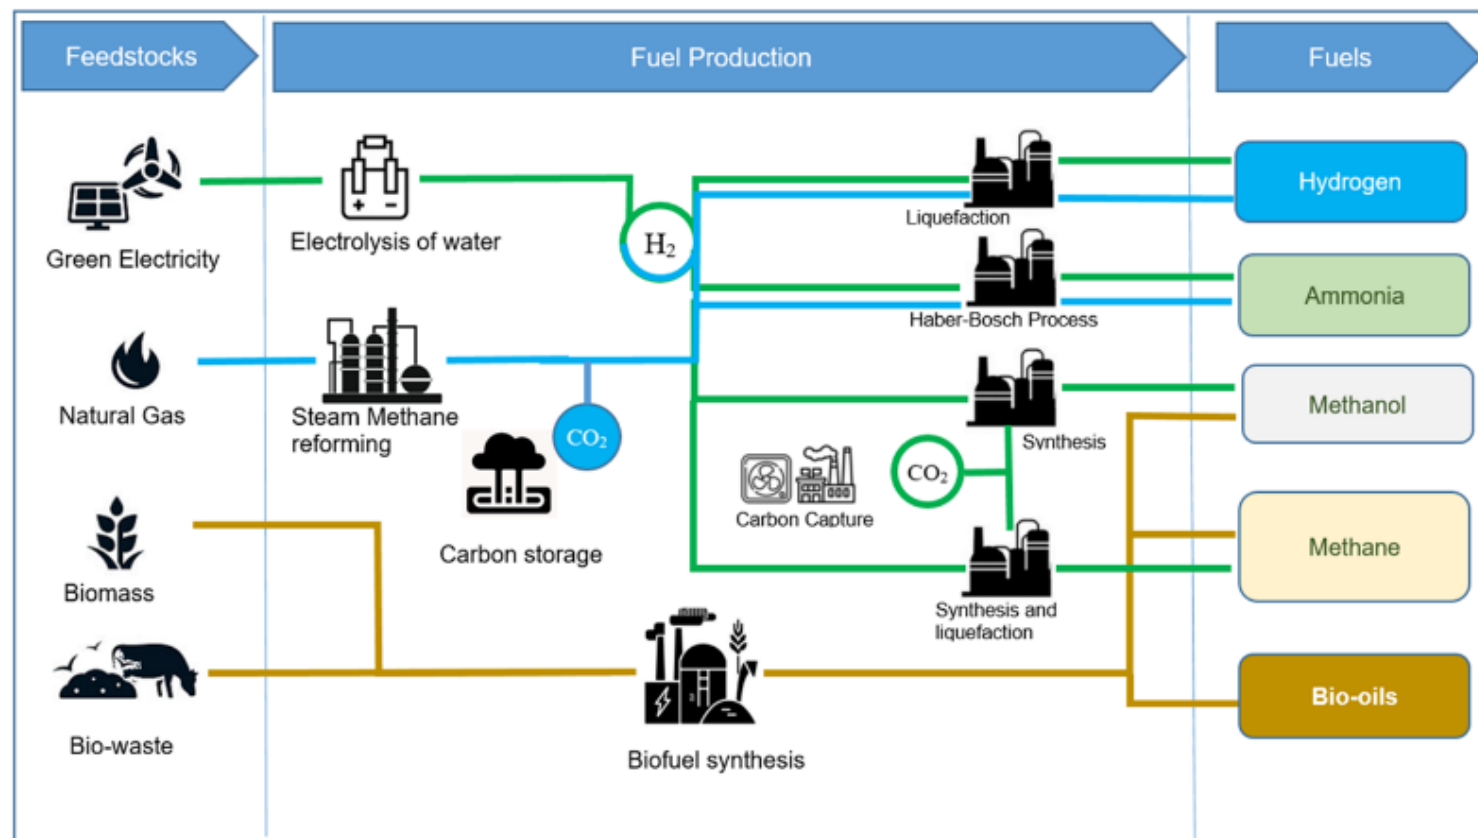 Feedstocks
Fuel Production
Fuels
Green Electricity
Electrolysis of water
H₂
Liquefaction
Hydrogen
Haber-Bosch Process
Ammonia
Natural Gas
Steam Methane
reforming
CO₂
Carbon storage
Synthesis
Methanol
Carbon Capture
CO₂
Synthesis and
liquefaction
Methane
Biomass
Bio-waste
Biofuel synthesis
Bio-oils